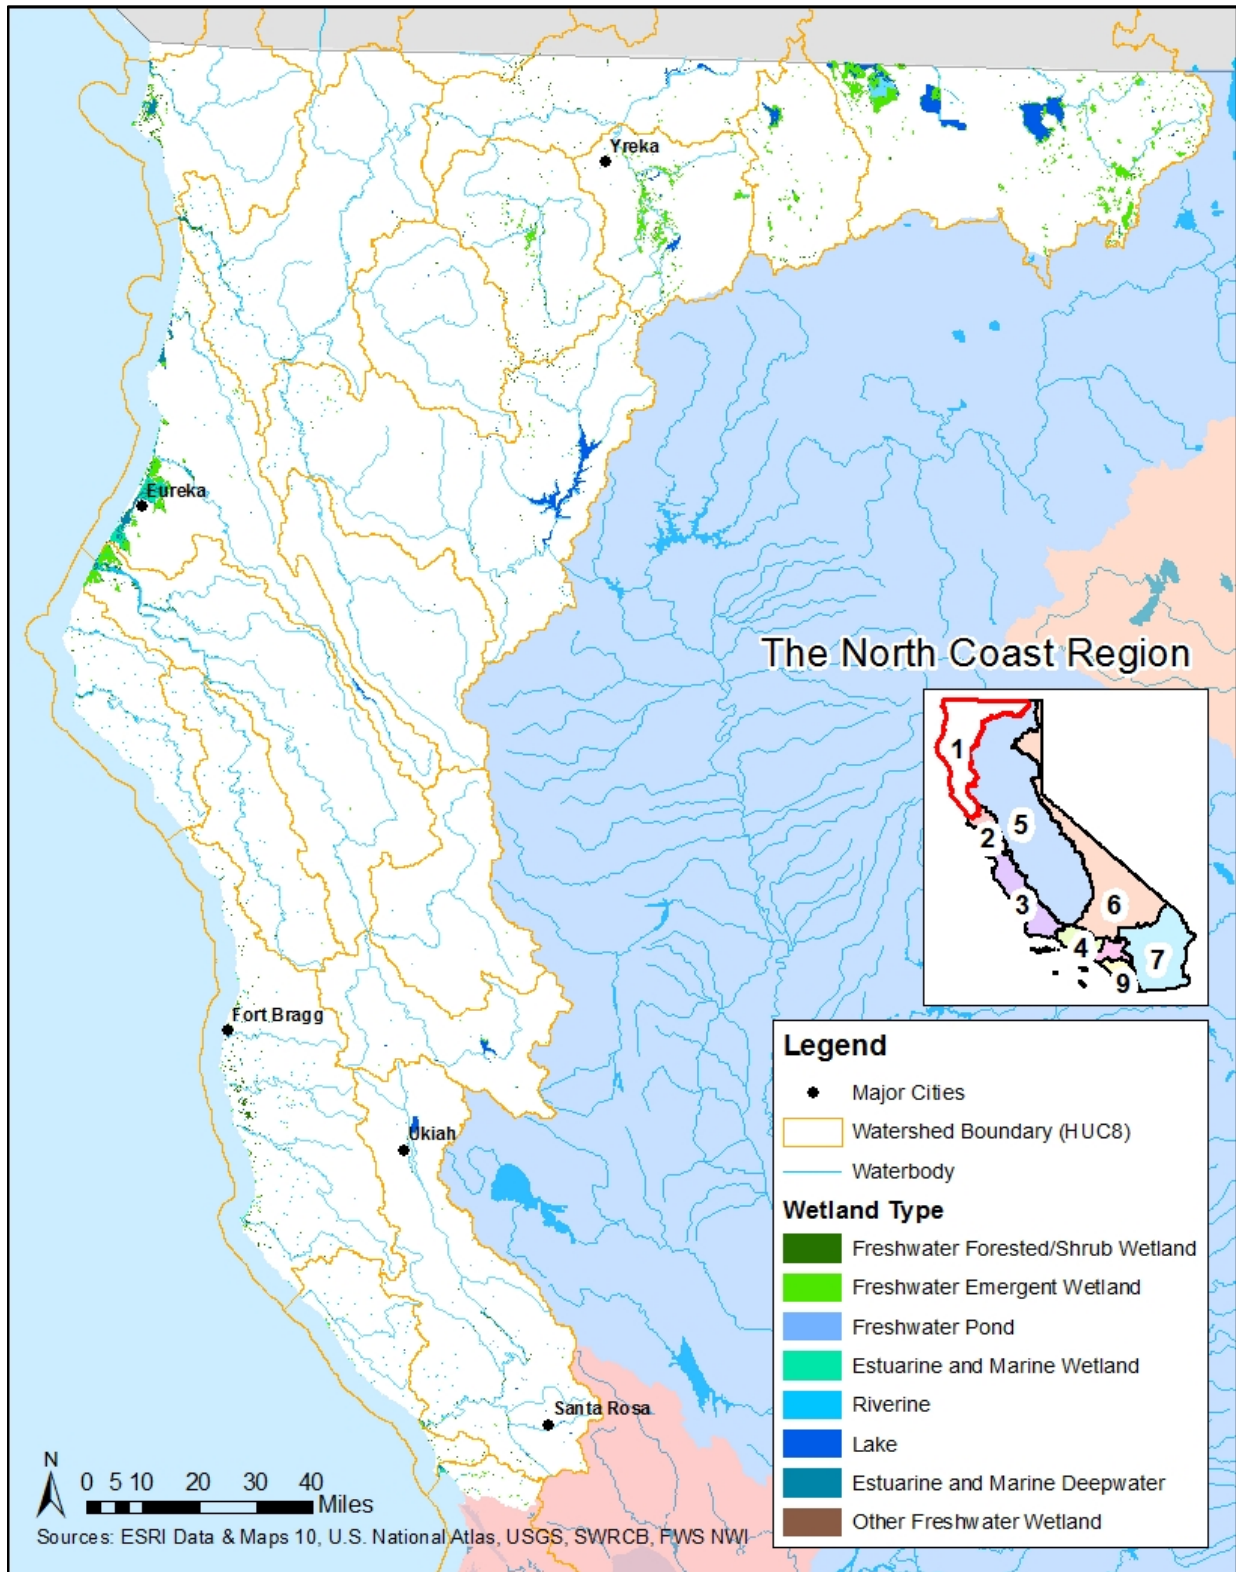 Yreka
Eureka
The North Coast Region
1
2
5
3
6
4
7
9
Fort Bragg
Ukiah
Santa Rosa
Legend
Major Cities
Watershed Boundary (HUC8)
Waterbody
Wetland Type
Freshwater Forested/Shrub Wetland
Freshwater Emergent Wetland
Freshwater Pond
Estuarine and Marine Wetland
Riverine
Lake
Estuarine and Marine Deepwater
Other Freshwater Wetland
N
0 5 10 20 30 40
Miles
Sources: ESRI Data & Maps 10, U.S. National Atlas, USGS, SWRCB, FWS NWI